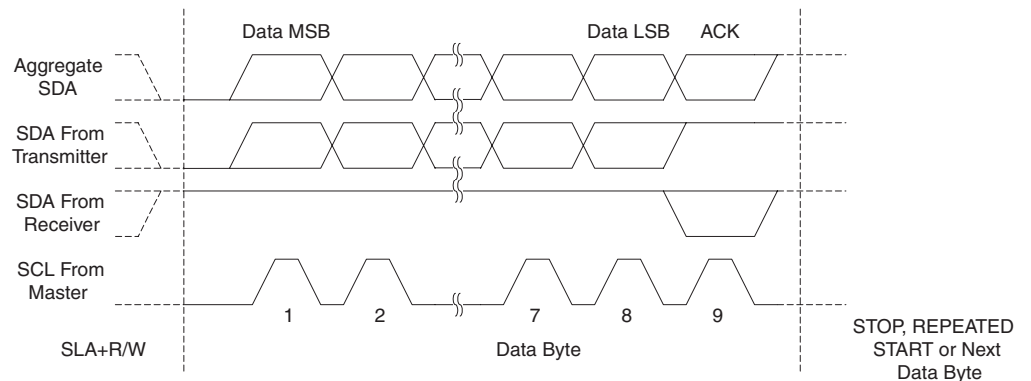 Data MSB
Data LSB
ACK
Aggregate
SDA
SDA From
Transmitter
SDA From
Receiver
SCL From
Master
1
2
7
8
9
SLA+R/W
Data Byte
STOP, REPEATED
START or Next
Data Byte